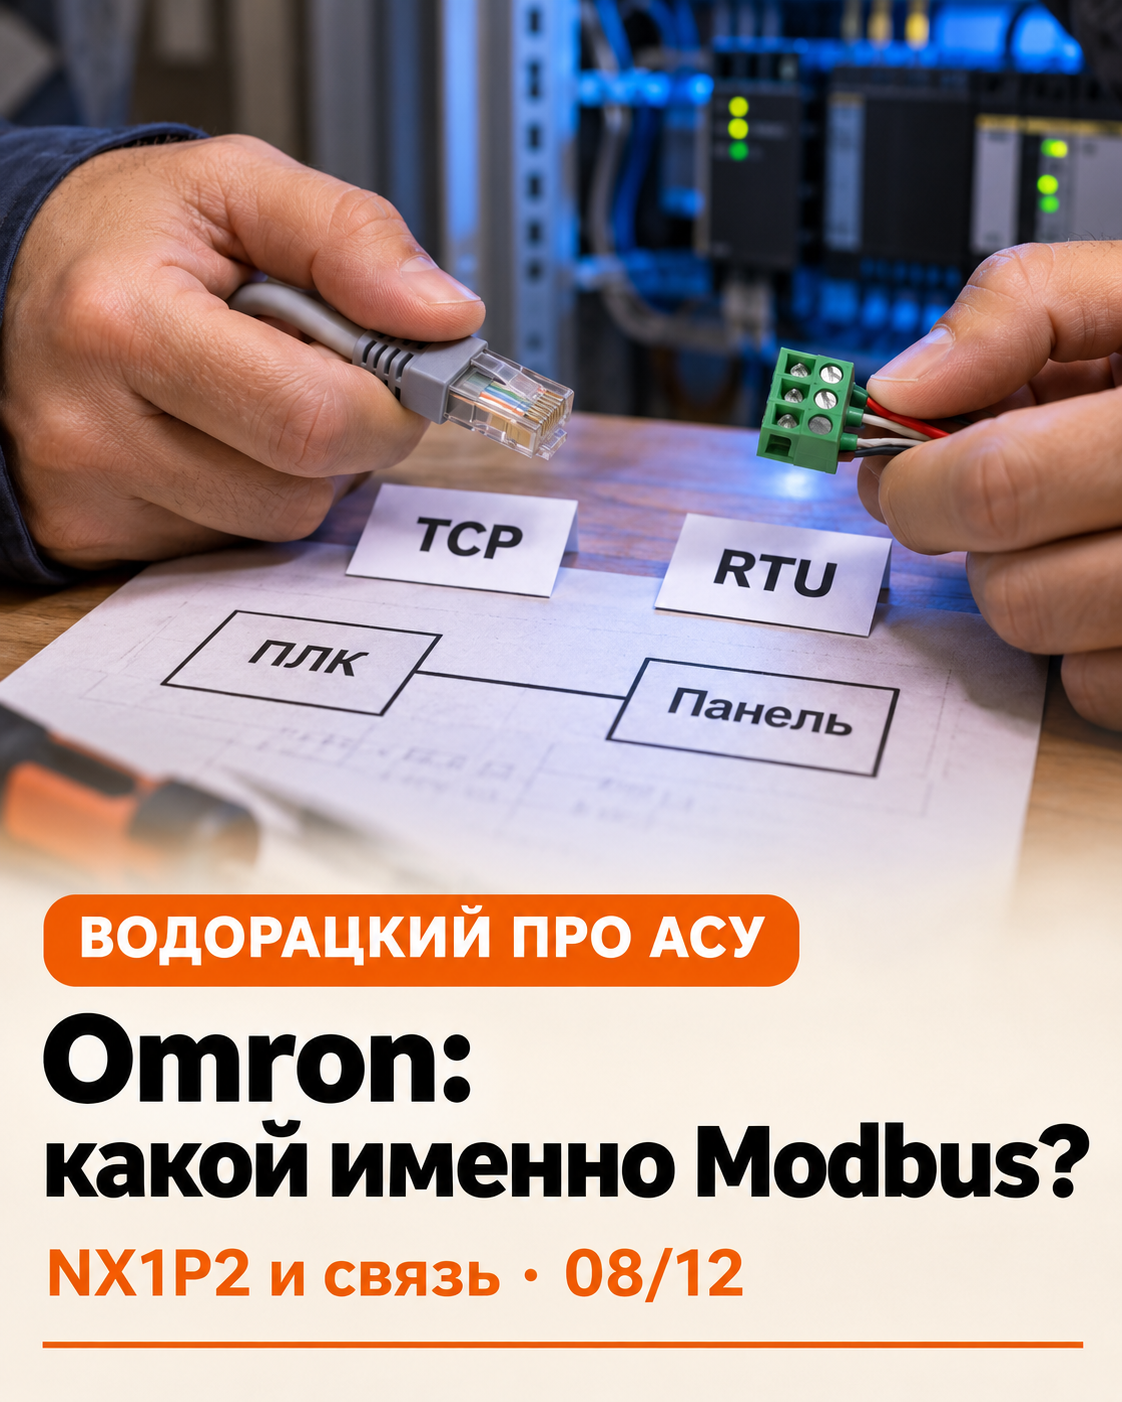 TCP
RTU
ПЛК
Панель
ВОДОРАЦКИЙ ПРО АСУ
Omron:
какой именно Modbus?
NX1P2 и связь · 08/12